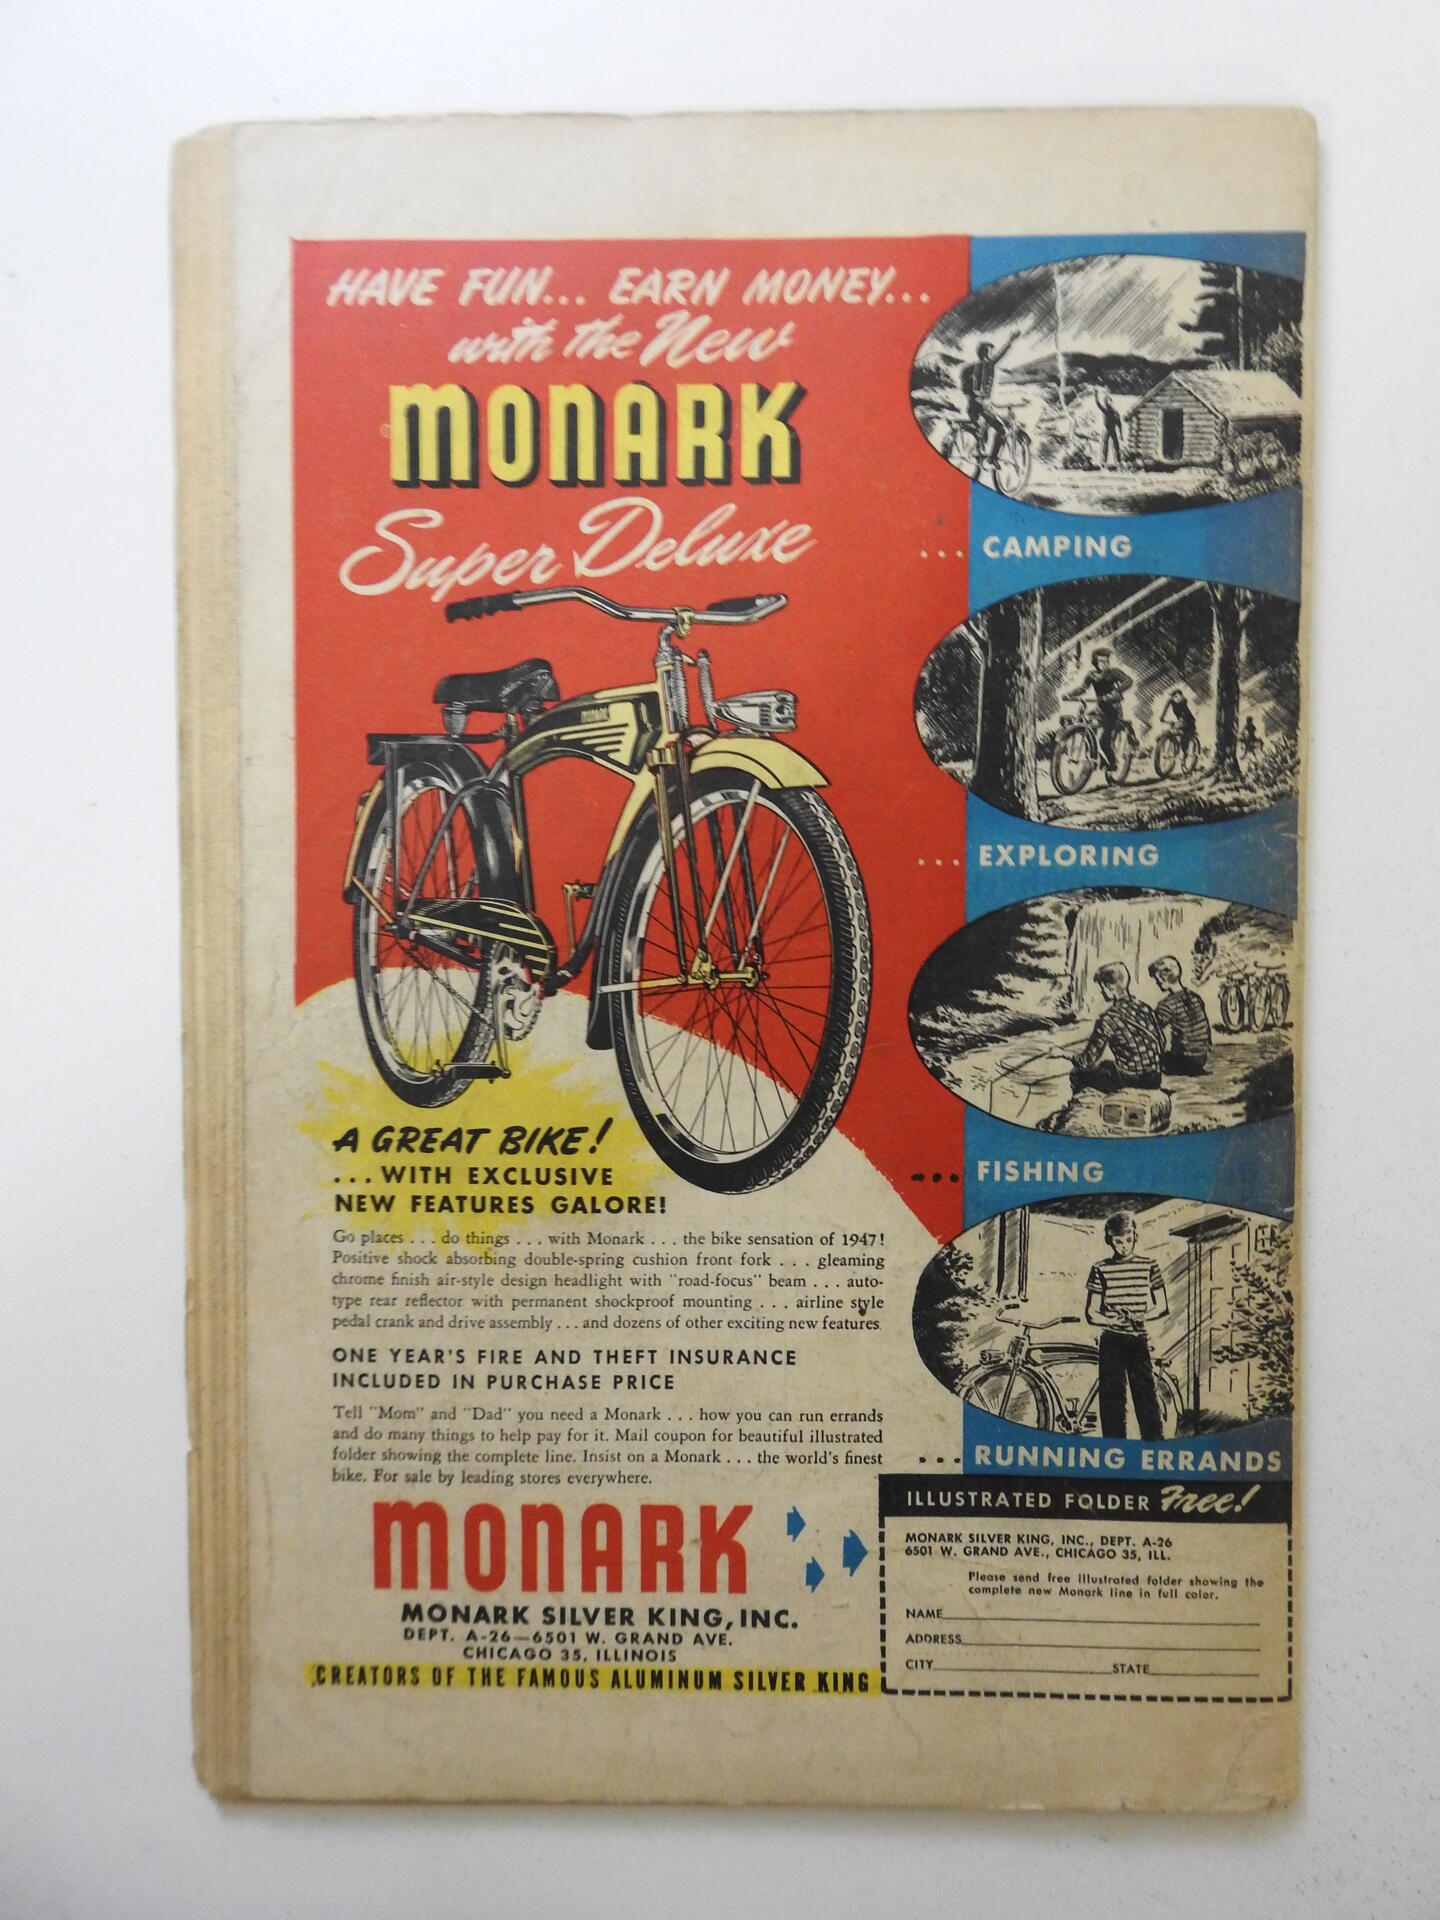 HAVE FUN... EARN MONEY...
with the New
MONARK
Super Deluxe
MONARK
... CAMPING
... EXPLORING
... FISHING
... RUNNING ERRANDS
A GREAT BIKE!
...WITH EXCLUSIVE
NEW FEATURES GALORE!
Go places . . . do things . . . with Monark . . . the bike sensation of 1947!
Positive shock absorbing double-spring cushion front fork . . . gleaming
chrome finish air-style design headlight with "road-focus" beam . . . auto-
type rear reflector with permanent shockproof mounting . . . airline style
pedal crank and drive assembly . . . and dozens of other exciting new features.
ONE YEAR'S FIRE AND THEFT INSURANCE
INCLUDED IN PURCHASE PRICE
Tell "Mom" and "Dad" you need a Monark . . . how you can run errands
and do many things to help pay for it. Mail coupon for beautiful illustrated
folder showing the complete line. Insist on a Monark . . . the world's finest
bike. For sale by leading stores everywhere.
MONARK
MONARK SILVER KING, INC.
DEPT. A-26—6501 W. GRAND AVE.
CHICAGO 35, ILLINOIS
CREATORS OF THE FAMOUS ALUMINUM SILVER KING
ILLUSTRATED FOLDER Free!
MONARK SILVER KING, INC., DEPT. A-26
6501 W. GRAND AVE., CHICAGO 35, ILL.
Please send free illustrated folder showing the
complete new Monark line in full color.
NAME
ADDRESS
CITY STATE